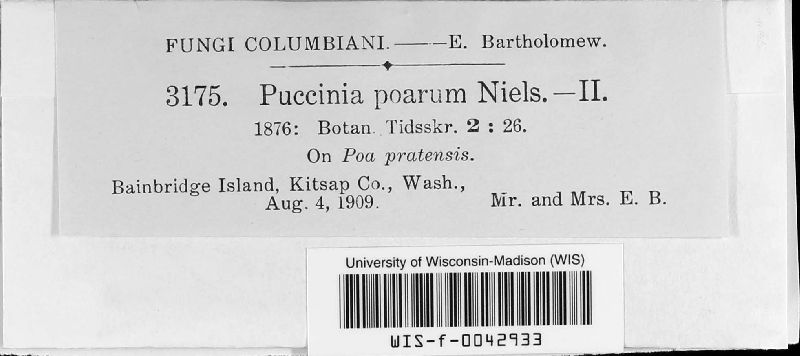 FUNGI COLUMBIANI.——E. Bartholomew.
3175. Puccinia poarum Niels.—II.
1876: Botan. Tidsskr. 2 : 26.
On Poa pratensis.
Bainbridge Island, Kitsap Co., Wash.,
Aug. 4, 1909.
Mr. and Mrs. E. B.
University of Wisconsin-Madison (WIS)
WIS-f-0042933